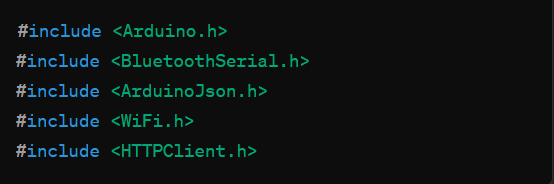 #include <Arduino.h>
#include <BluetoothSerial.h>
#include <ArduinoJson.h>
#include <WiFi.h>
#include <HTTPClient.h>